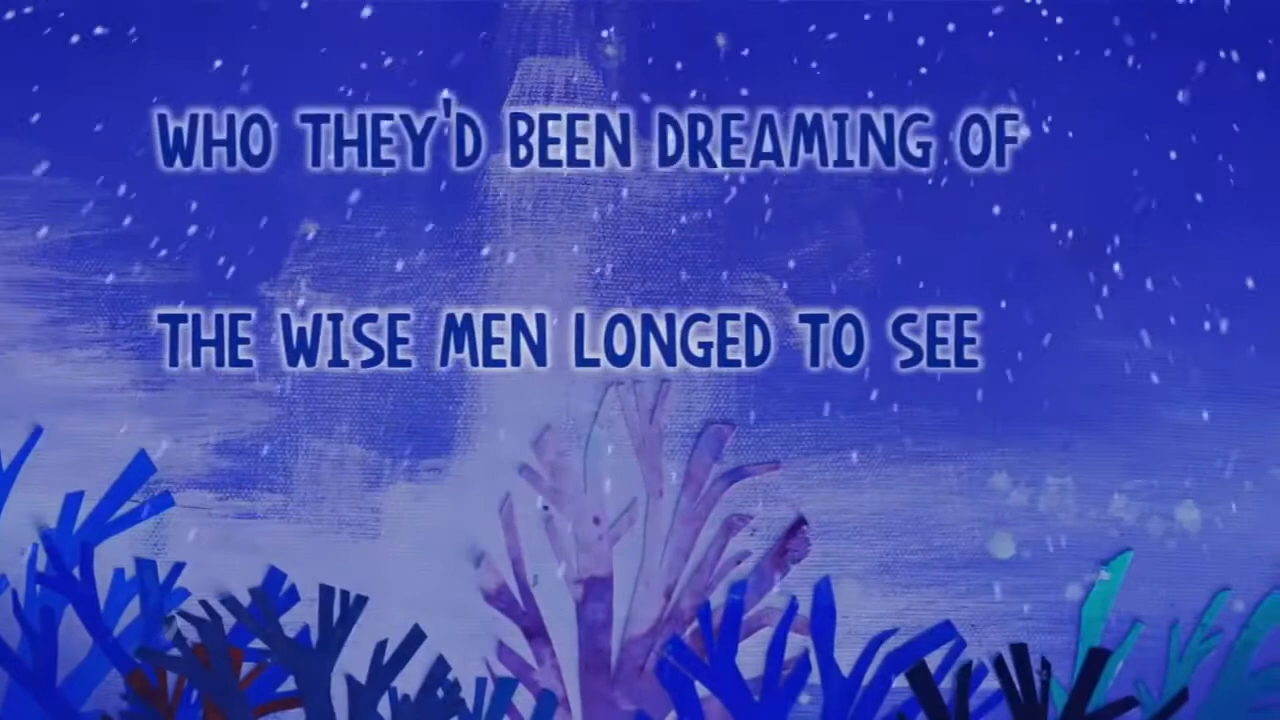 WHO THEY'D BEEN DREAMING OF
THE WISE MEN LONGED TO SEE